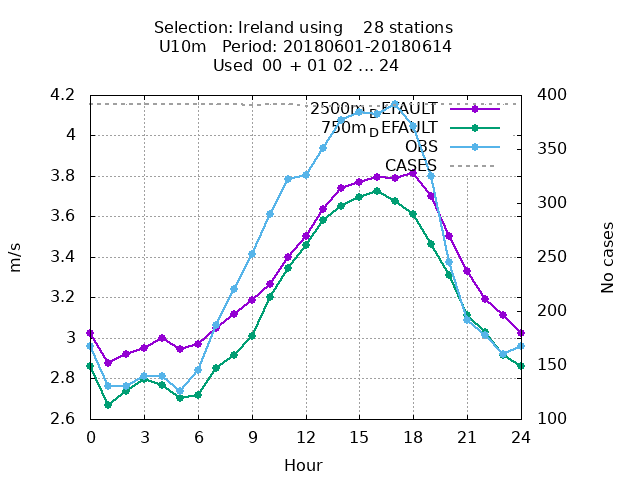 Selection: Ireland using 28 stations
U10m Period: 20180601-20180614
Used 00 + 01 02 ... 24
4.2
4
3.8
3.6
3.4
3.2
3
2.8
2.6
m/s
400
350
300
250
200
150
100
No cases
2500m_DEFAULT
750m_DEFAULT
OBS
CASES
0 3 6 9 12 15 18 21 24
Hour